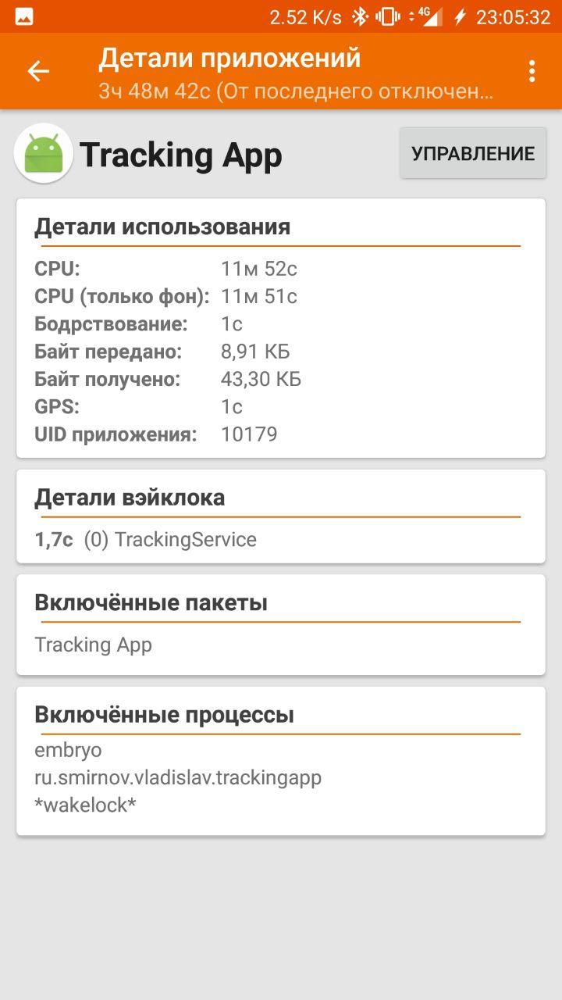 2.52 K/s 4G 23:05:32
Детали приложений
3ч 48м 42с (От последнего отключен...
Tracking App
УПРАВЛЕНИЕ
Детали использования
CPU: 11м 52с
CPU (только фон): 11м 51с
Бодрствование: 1с
Байт передано: 8,91 КБ
Байт получено: 43,30 КБ
GPS: 1с
UID приложения: 10179
Детали вэйклока
1,7с (0) TrackingService
Включённые пакеты
Tracking App
Включённые процессы
embryo
ru.smirnov.vladislav.trackingapp
*wakelock*